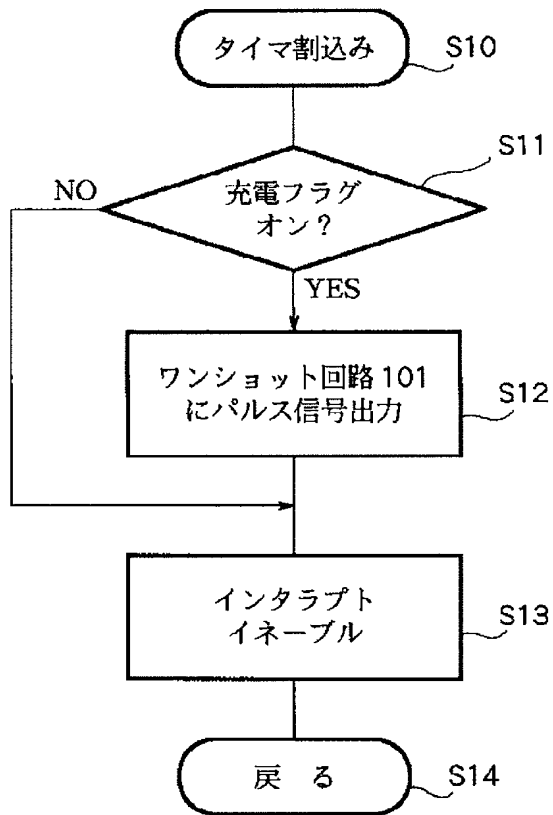 タイマ割込み
S10
S11
NO
充電フラグ
オン？
YES
ワンショット回路101
にパルス信号出力
S12
インタラプト
イネーブル
S13
戻 る
S14